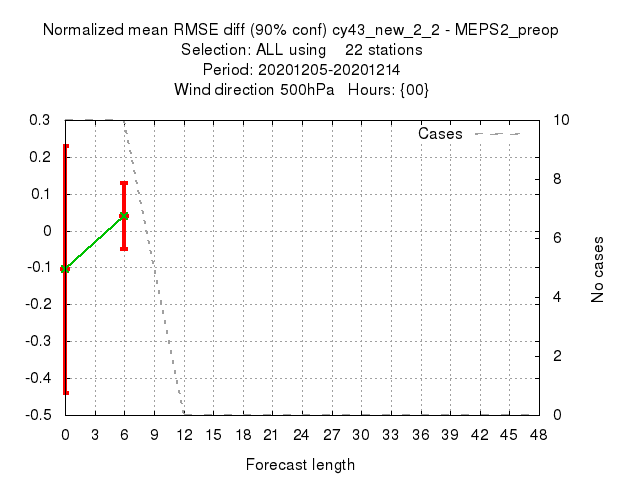 Normalized mean RMSE diff (90% conf) cy43_new_2_2 - MEPS2_preop
Selection: ALL using 22 stations
Period: 20201205-20201214
Wind direction 500hPa Hours: {00}
Cases
0.3
0.2
0.1
0
-0.1
-0.2
-0.3
-0.4
-0.5
10
8
6
4
2
0
No cases
0 3 6 9 12 15 18 21 24 27 30 33 36 39 42 45 48
Forecast length